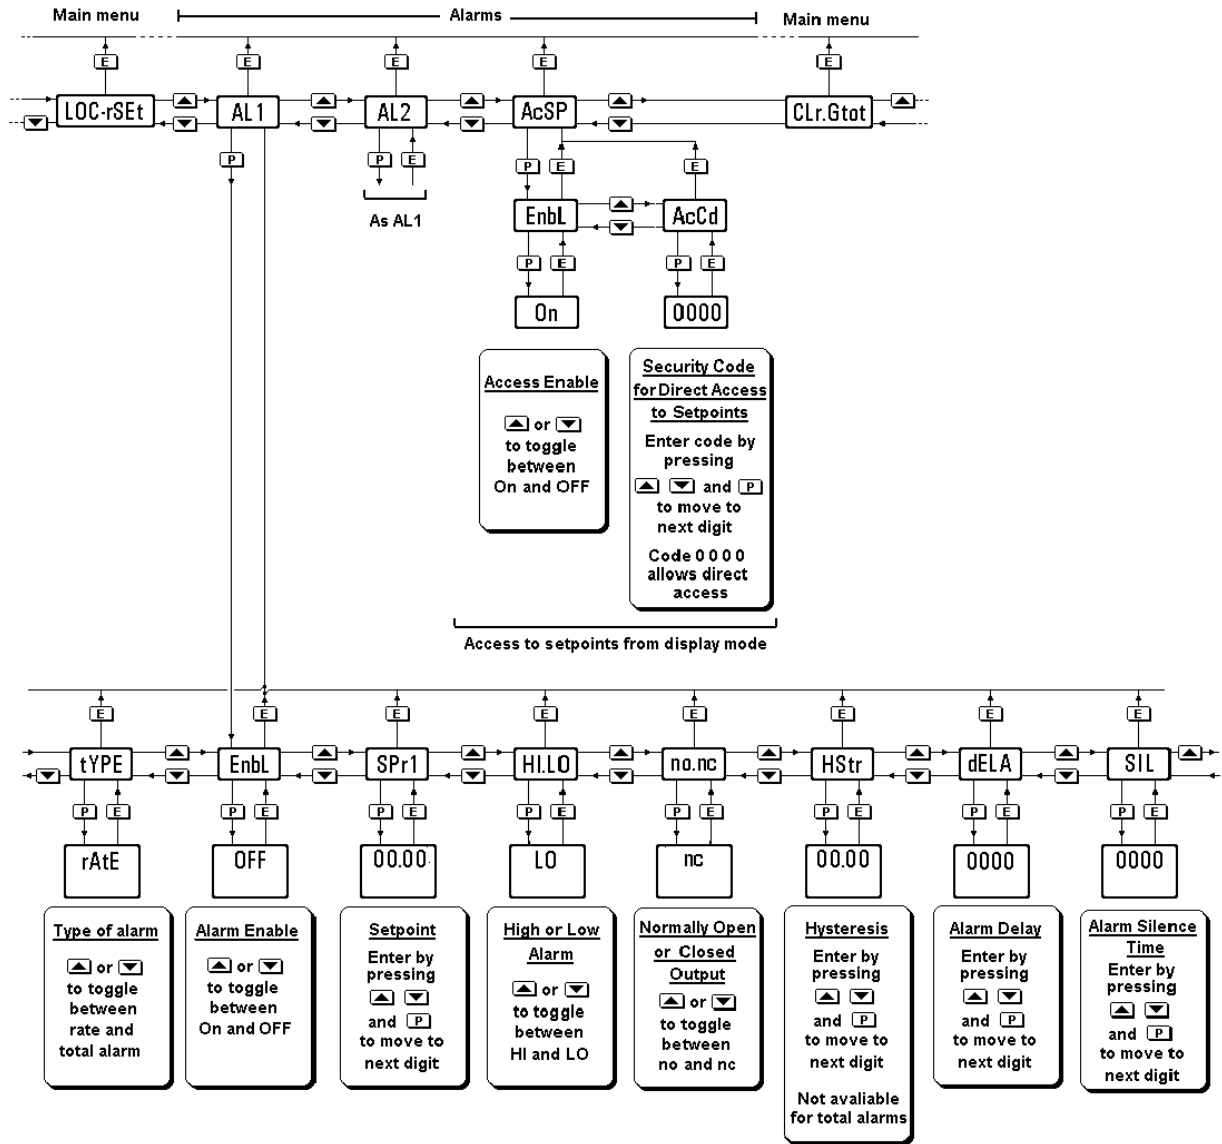 Main menu
Alarms
Main menu
E
E
E
E
E
LOC-rSEt
AL1
AL2
AcSP
CLr.Gtot
P
P
E
P
E
E
As AL1
EnbL
AcCd
P
E
P
E
On
0000
Access Enable
or
to toggle
between
On and OFF
Security Code
for Direct Access
to Setpoints
Enter code by
pressing
and P
to move to
next digit
Code 0 0 0 0
allows direct
access
Access to setpoints from display mode
E
E
E
E
E
E
E
E
tYPE
EnbL
SPr1
HI.LO
no.nc
HStr
dELA
SIL
P
E
P
E
P
E
P
E
P
E
P
E
P
E
P
E
rAtE
OFF
00.00
LO
nc
00.00
0000
0000
Type of alarm
or
to toggle
between
rate and
total alarm
Alarm Enable
or
to toggle
between
On and OFF
Setpoint
Enter by
pressing
and P
to move to
next digit
High or Low
Alarm
or
to toggle
between
HI and LO
Normally Open
or Closed
Output
or
to toggle
between
no and nc
Hysteresis
Enter by
pressing
and P
to move to
next digit
Not avaliable
for total alarms
Alarm Delay
Enter by
pressing
and P
to move to
next digit
Alarm Silence
Time
Enter by
pressing
and P
to move to
next digit